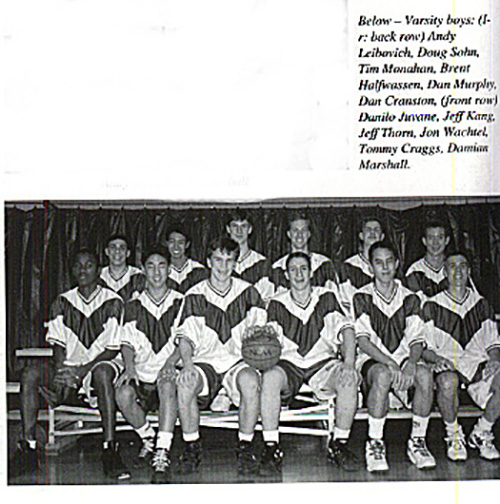 Below – Varsity boys: (l-
r: back row) Andy
Leibovich, Doug Sohn,
Tim Monahan, Brent
Halfwassen, Dan Murphy,
Dan Cranston, (front row)
Danilo Juvane, Jeff Kang,
Jeff Thorn, Jon Wachtel,
Tommy Craggs, Damian
Marshall.